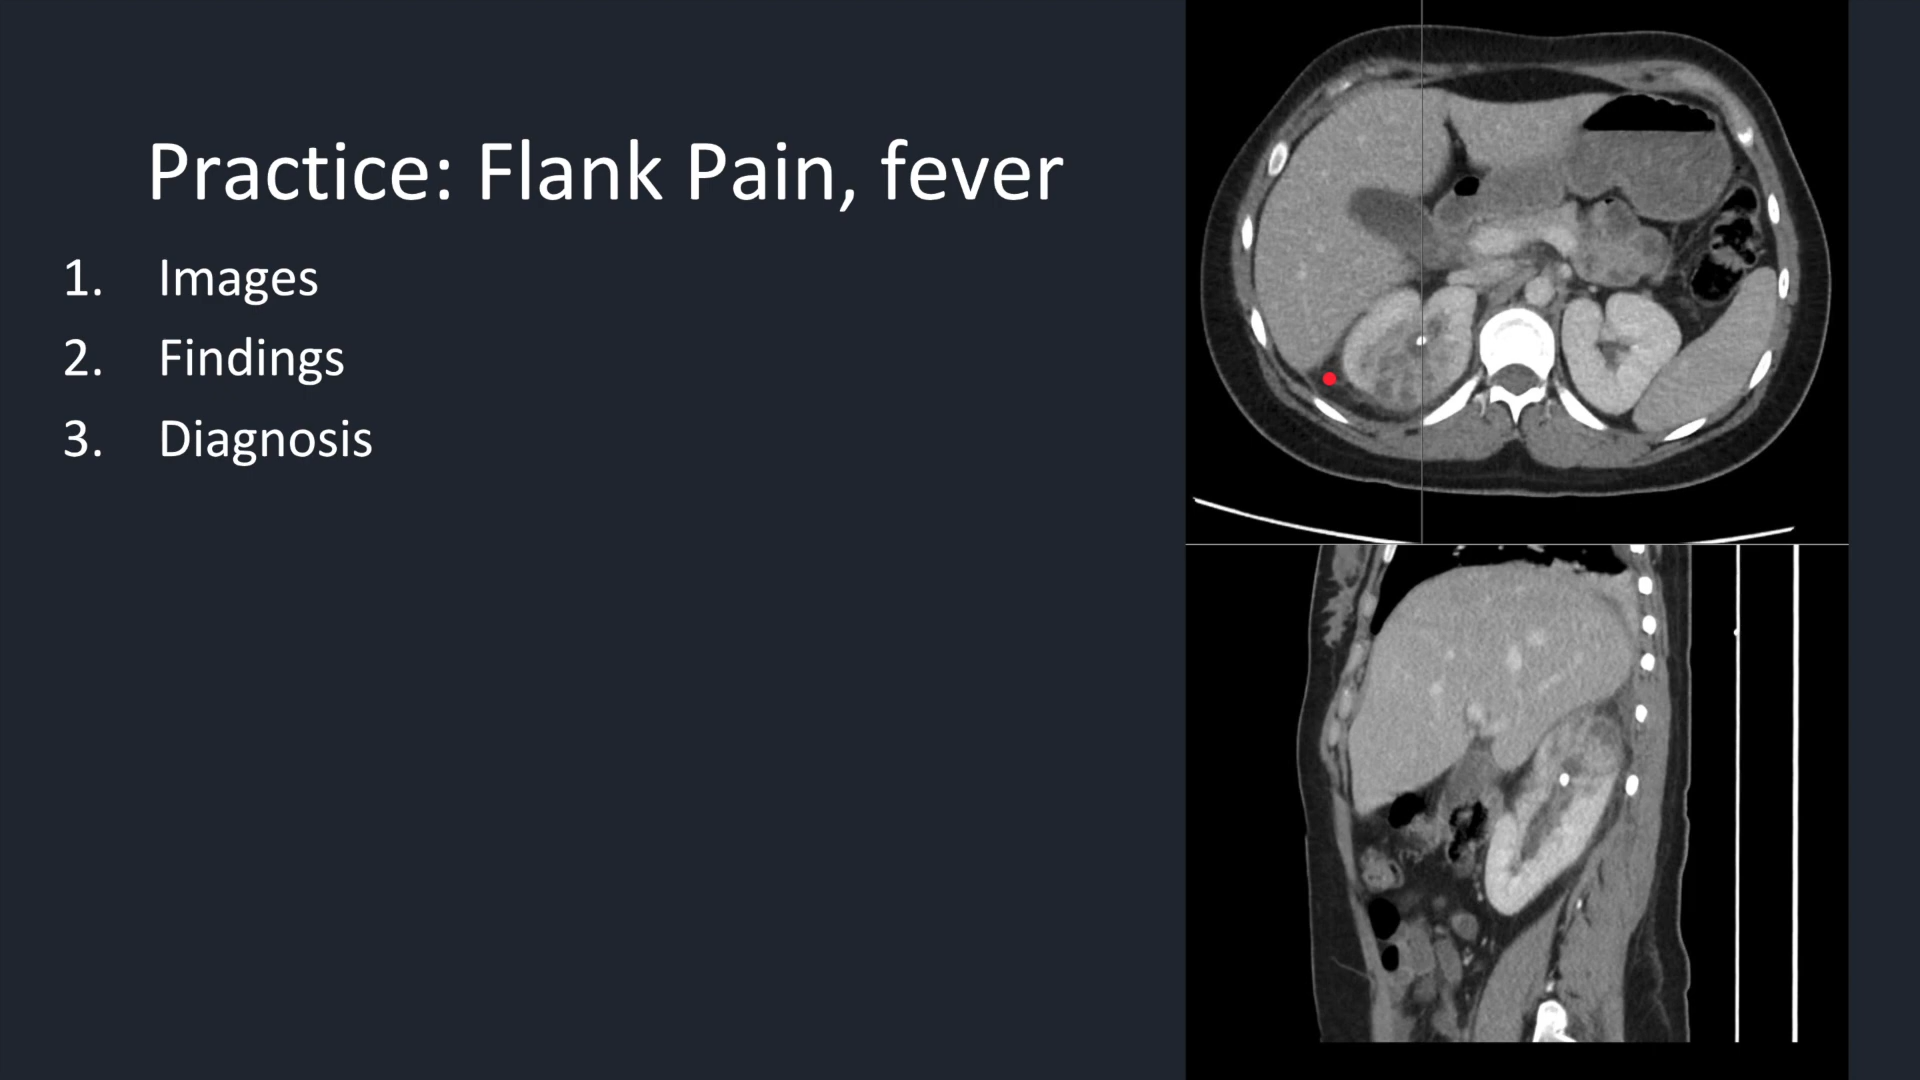 Practice: Flank Pain, fever
1. Images
2. Findings
3. Diagnosis